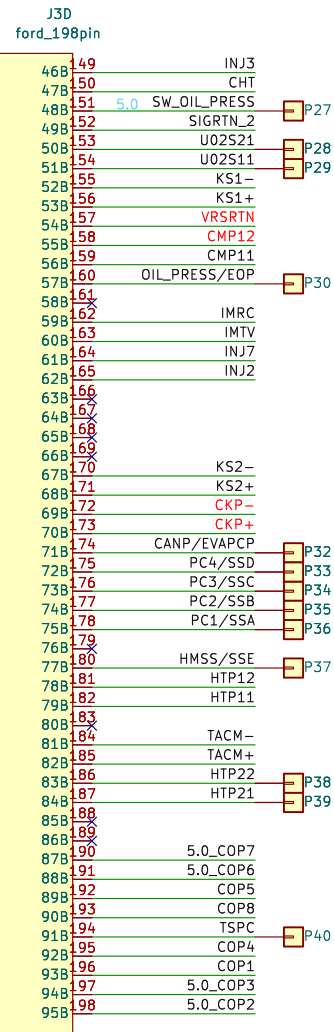 J3D
ford_198pin
46B 149 INJ3
47B 150 CHT
48B 151 5.0 SW_OIL_PRESS P27
49B 152 SIGRTN_2
50B 153 U02S21 P28
51B 154 U02S11 P29
52B 155 KS1-
53B 156 KS1+
54B 157 VRSRTN
55B 158 CMP12
56B 159 CMP11
57B 160 OIL_PRESS/EOP P30
58B 161
59B 162 IMRC
60B 163 IMTV
61B 164 INJ7
62B 165 INJ2
63B 166
64B 167
65B 168
66B 169
67B 170 KS2-
68B 171 KS2+
69B 172 CKP-
70B 173 CKP+
71B 174 CANP/EVAPCP P32
72B 175 PC4/SSD P33
73B 176 PC3/SSC P34
74B 177 PC2/SSB P35
75B 178 PC1/SSA P36
76B 179
77B 180 HMSS/SSE P37
78B 181 HTP12
79B 182 HTP11
80B 183
81B 184 TACM-
82B 185 TACM+
83B 186 HTP22 P38
84B 187 HTP21 P39
85B 188
86B 189
87B 190 5.0_COP7
88B 191 5.0_COP6
89B 192 COP5
90B 193 COP8
91B 194 TSPC P40
92B 195 COP4
93B 196 COP1
94B 197 5.0_COP3
95B 198 5.0_COP2